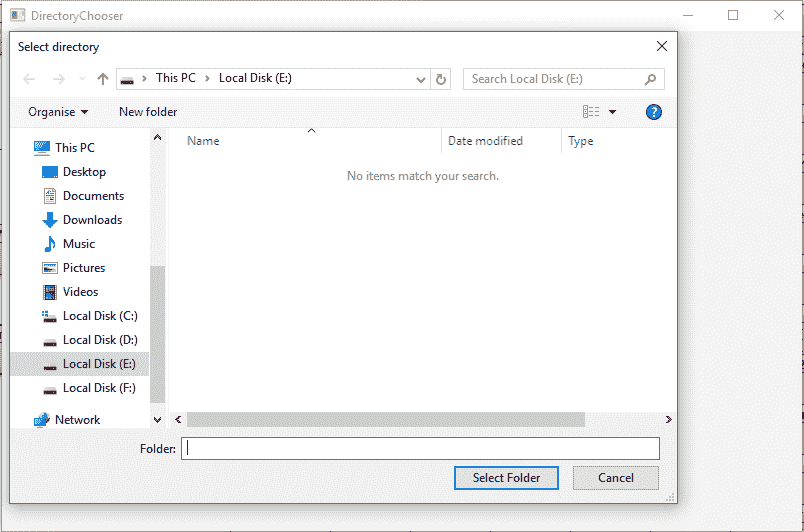 DirectoryChooser
Select directory
This PC Local Disk (E:)
Search Local Disk (E:)
Organise New folder
?
Name Date modified Type
No items match your search.
This PC
Desktop
Documents
Downloads
Music
Pictures
Videos
Local Disk (C:)
Local Disk (D:)
Local Disk (E:)
Local Disk (F:)
Network
Folder:
Select Folder Cancel